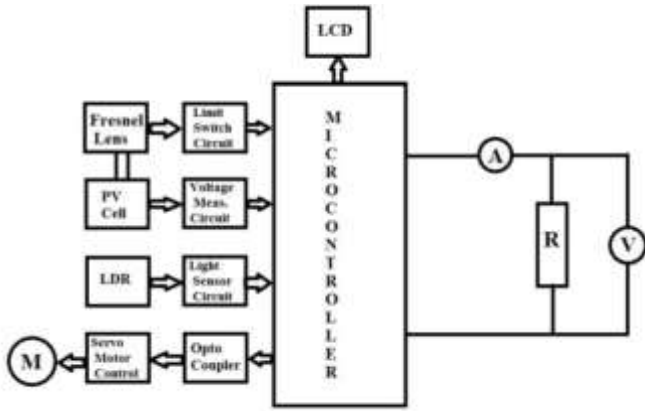 LCD
Fresnel
Lens
Limit
Switch
Circuit
PV
Cell
Voltage
Meas.
Circuit
LDR
Light
Sensor
Circuit
M
Servo
Motor
Control
Opto
Coupler
MICROCONTROLLER
A
R
V